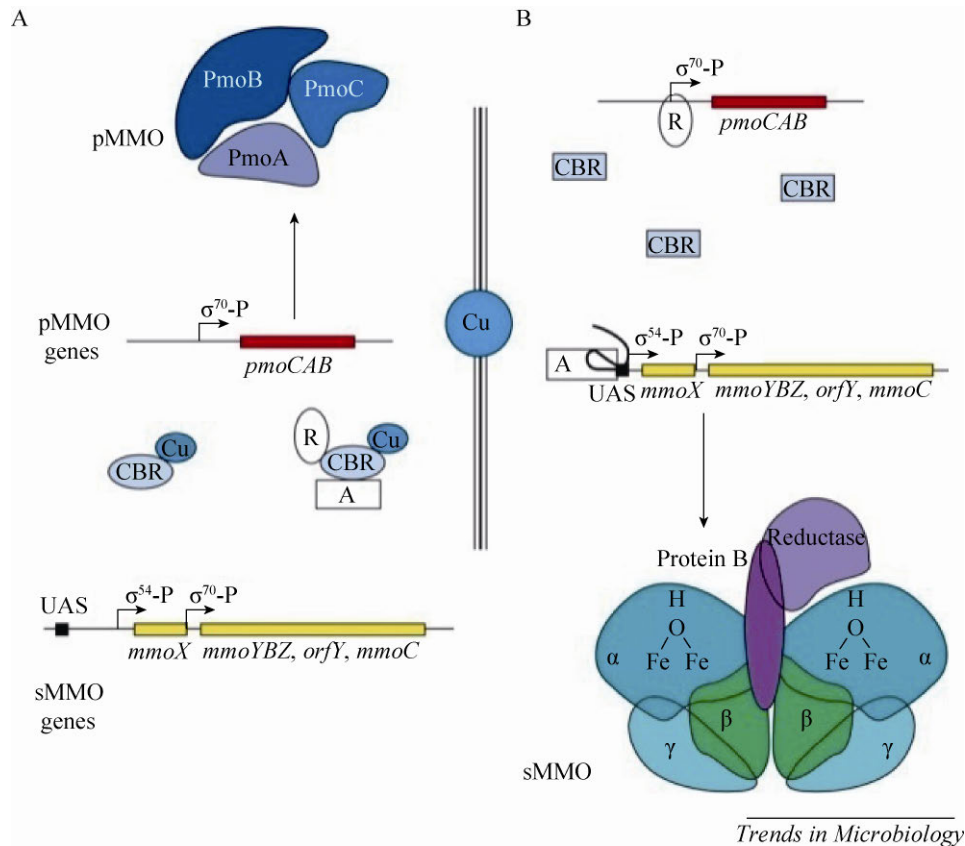 A
PmoB
PmoC
pMMO
PmoA
σ⁷⁰-P
pMMO
genes
pmoCAB
Cu
CBR
R
Cu
CBR
A
UAS
σ⁵⁴-P
σ⁷⁰-P
mmoX
mmoYBZ, orfY, mmoC
sMMO
genes
Cu
B
σ⁷⁰-P
R
pmoCAB
CBR
CBR
CBR
A
σ⁵⁴-P
σ⁷⁰-P
UAS
mmoX
mmoYBZ, orfY, mmoC
Protein B
Reductase
H
O
Fe Fe
α
H
O
Fe Fe
α
β
β
γ
γ
sMMO
Trends in Microbiology